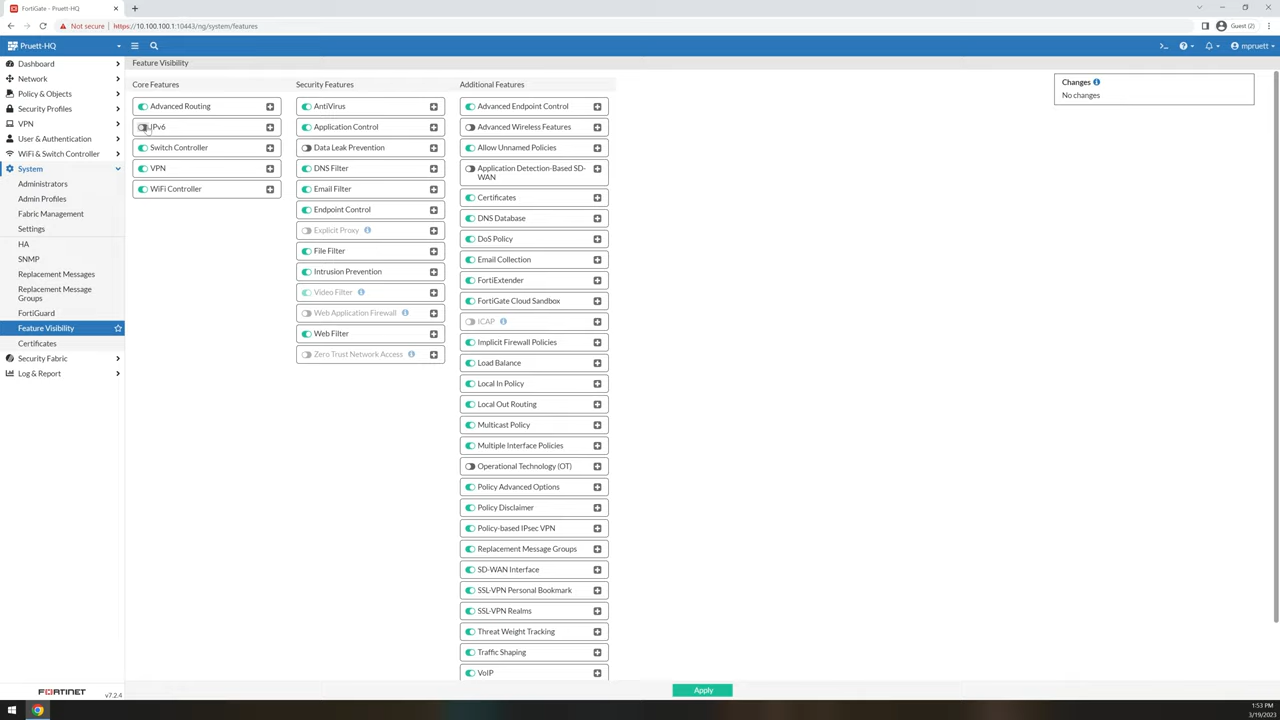 FortiGate - Pruett-HQ
Not secure
https://10.100.100.1:10443/ng/system/features
Guest (2)
Pruett-HQ
mpruett
Dashboard
Network
Policy & Objects
Security Profiles
VPN
User & Authentication
WiFi & Switch Controller
System
Administrators
Admin Profiles
Fabric Management
Settings
HA
SNMP
Replacement Messages
Replacement Message
Groups
FortiGuard
Feature Visibility
Certificates
Security Fabric
Log & Report
FORTINET
v7.2.4
Feature Visibility
Core Features
Advanced Routing
IPv6
Switch Controller
VPN
WiFi Controller
Security Features
AntiVirus
Application Control
Data Leak Prevention
DNS Filter
Email Filter
Endpoint Control
Explicit Proxy
File Filter
Intrusion Prevention
Video Filter
Web Application Firewall
Web Filter
Zero Trust Network Access
Additional Features
Advanced Endpoint Control
Advanced Wireless Features
Allow Unnamed Policies
Application Detection-Based SD-
WAN
Certificates
DNS Database
DoS Policy
Email Collection
FortiExtender
FortiGate Cloud Sandbox
ICAP
Implicit Firewall Policies
Load Balance
Local In Policy
Local Out Routing
Multicast Policy
Multiple Interface Policies
Operational Technology (OT)
Policy Advanced Options
Policy Disclaimer
Policy-based IPsec VPN
Replacement Message Groups
SD-WAN Interface
SSL-VPN Personal Bookmark
SSL-VPN Realms
Threat Weight Tracking
Traffic Shaping
VoIP
Changes
No changes
Apply
1:53 PM
3/19/2023